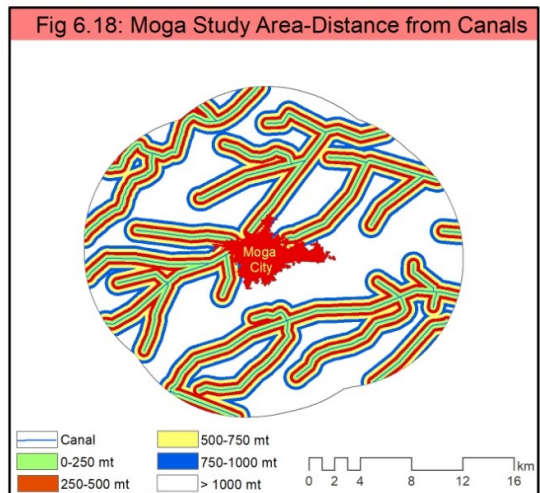 Fig 6.18: Moga Study Area-Distance from Canals
Moga
City
Canal
0-250 mt
250-500 mt
500-750 mt
750-1000 mt
> 1000 mt
km
0 2 4 8 12 16